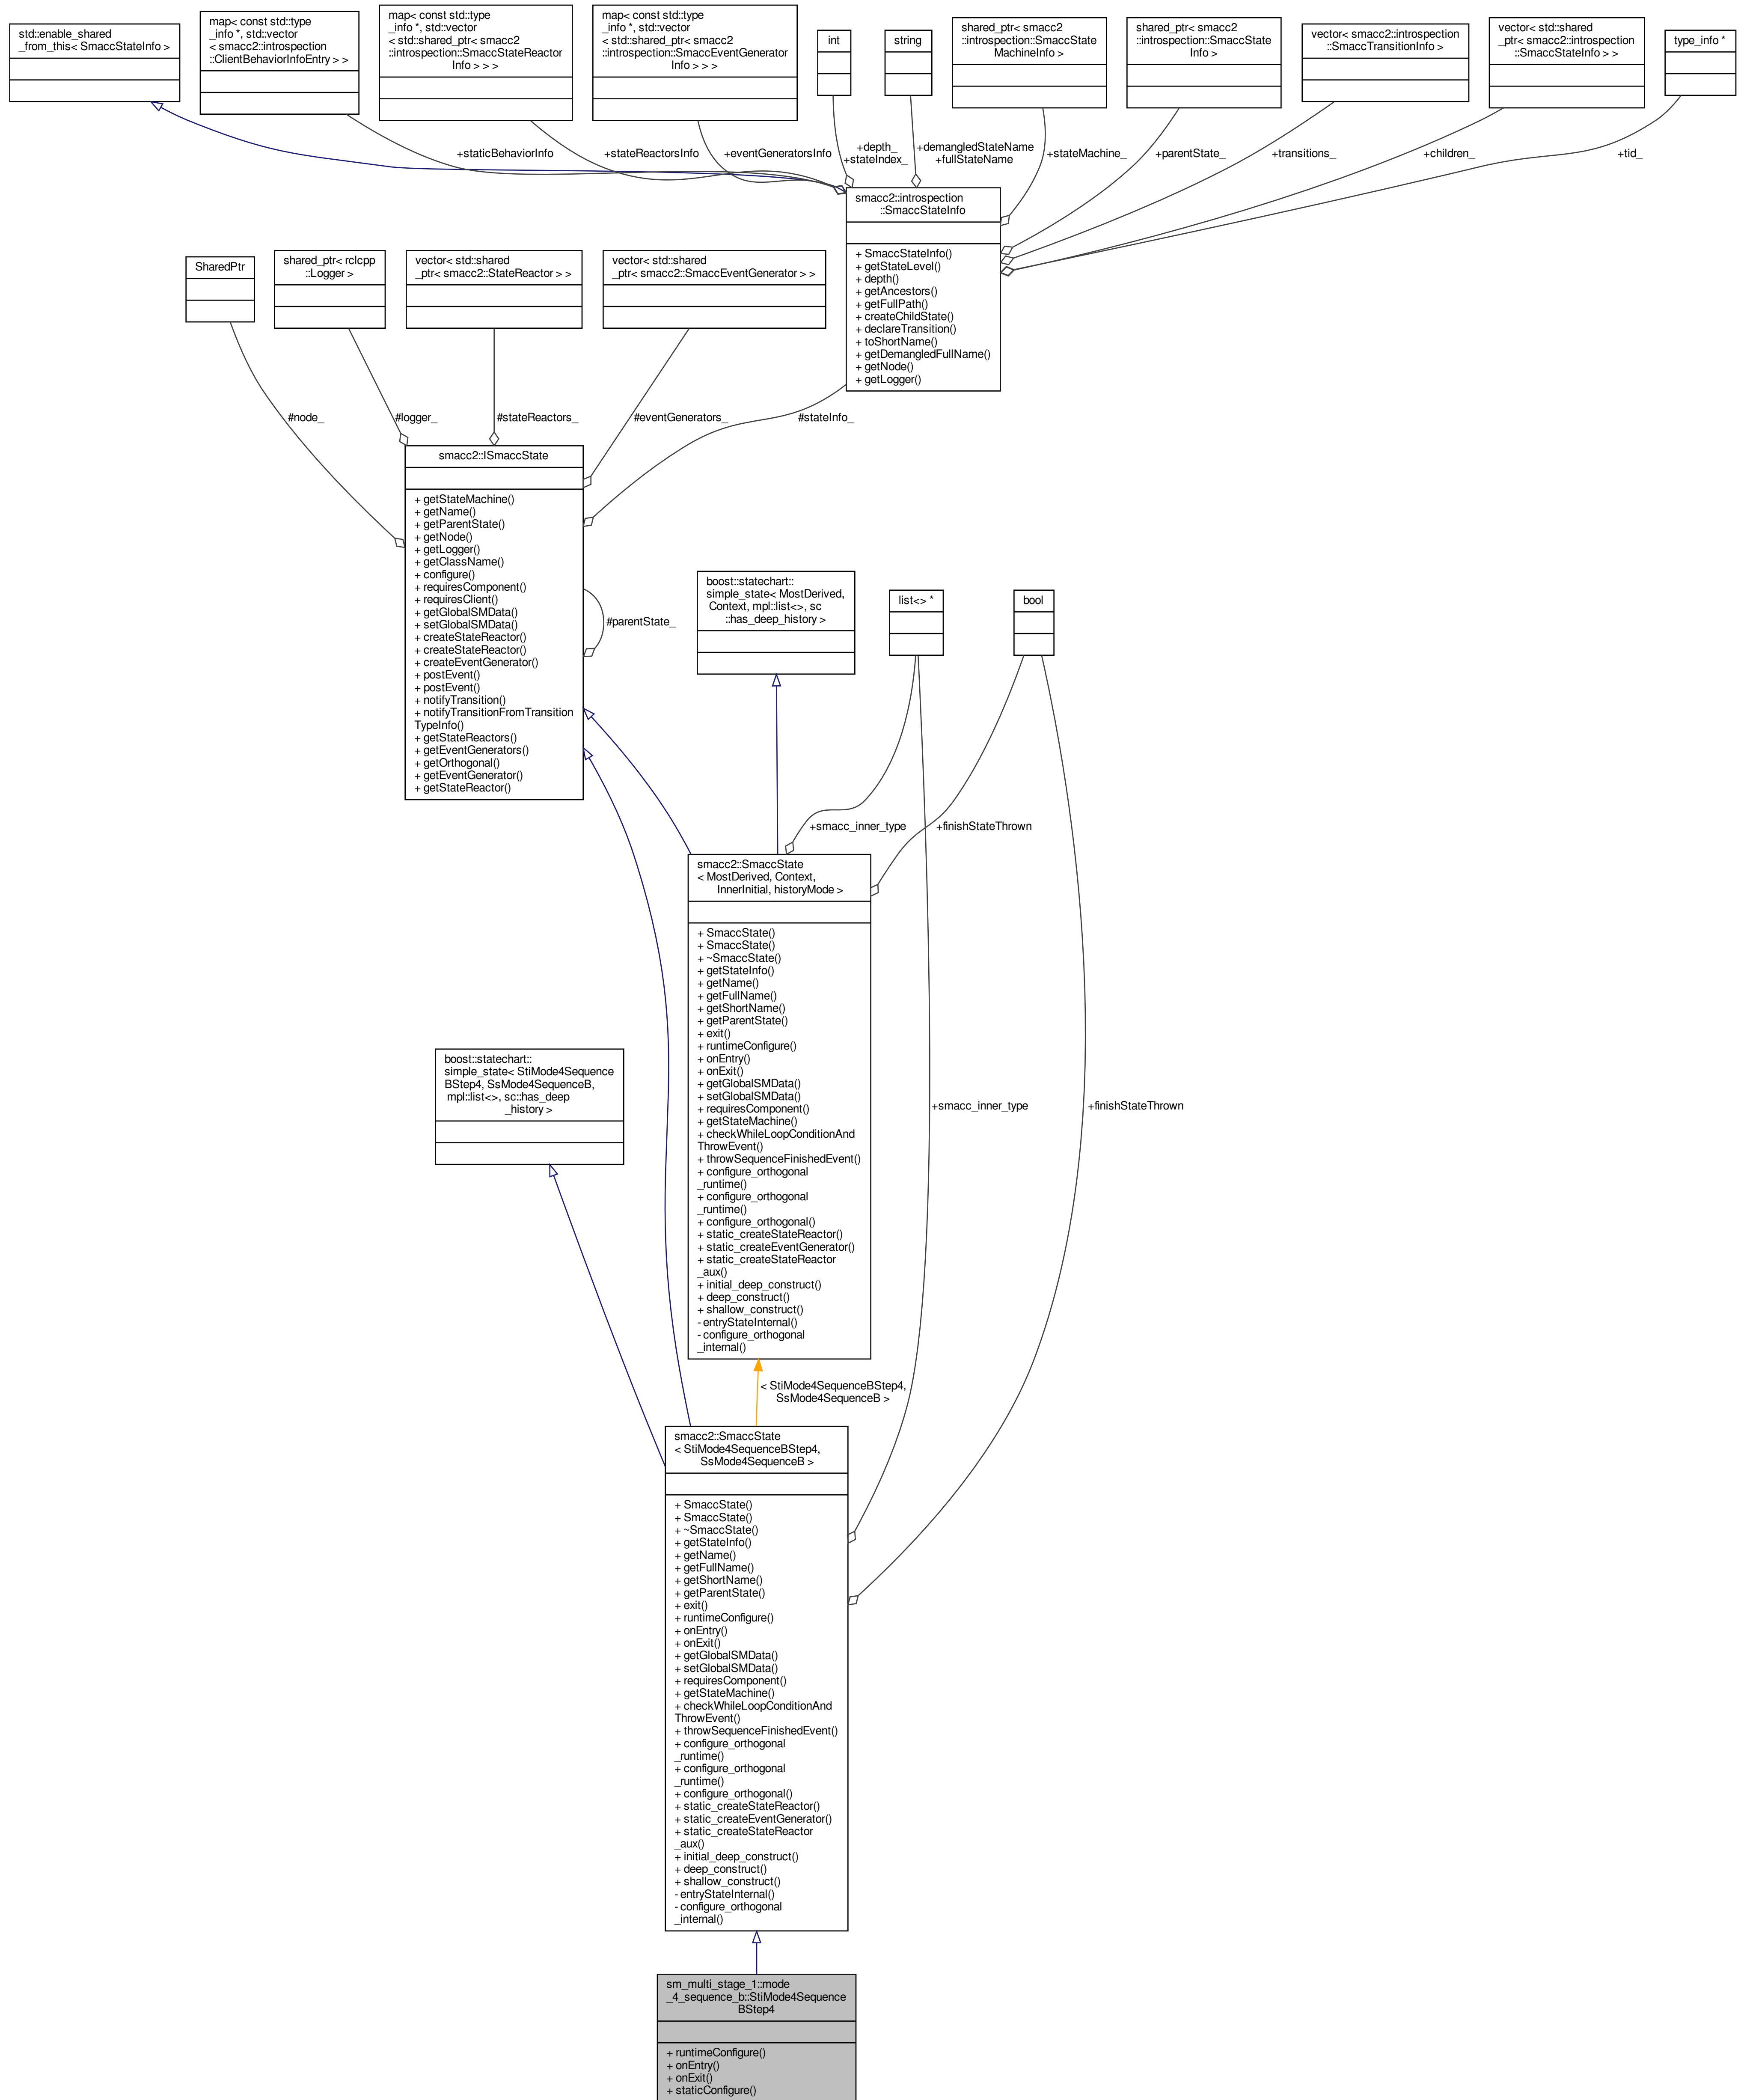 std::enable_shared
_from_this< SmaccStateInfo >
map< const std::type
_info *, std::vector
< smacc2::introspection
::ClientBehaviorInfoEntry > >
map< const std::type
_info *, std::vector
< std::shared_ptr< smacc2
::introspection::SmaccStateReactor
Info > > >
map< const std::type
_info *, std::vector
< std::shared_ptr< smacc2
::introspection::SmaccEventGenerator
Info > > >
int
string
shared_ptr< smacc2
::introspection::SmaccState
MachineInfo >
shared_ptr< smacc2
::introspection::SmaccState
Info >
vector< smacc2::introspection
::SmaccTransitionInfo >
vector< std::shared
_ptr< smacc2::introspection
::SmaccStateInfo > >
type_info *
+staticBehaviorInfo
+stateReactorsInfo
+eventGeneratorsInfo
+depth_
+stateIndex_
+demangledStateName
+fullStateName
+stateMachine_
+parentState_
+transitions_
+children_
+tid_
smacc2::introspection
::SmaccStateInfo
+ SmaccStateInfo()
+ getStateLevel()
+ depth()
+ getAncestors()
+ getFullPath()
+ createChildState()
+ declareTransition()
+ toShortName()
+ getDemangledFullName()
+ getNode()
+ getLogger()
SharedPtr
shared_ptr< rclcpp
::Logger >
vector< std::shared
_ptr< smacc2::StateReactor > >
vector< std::shared
_ptr< smacc2::SmaccEventGenerator > >
#node_
#logger_
#stateReactors_
#eventGenerators_
#stateInfo_
smacc2::ISmaccState
+ getStateMachine()
+ getName()
+ getParentState()
+ getNode()
+ getLogger()
+ getClassName()
+ configure()
+ requiresComponent()
+ requiresClient()
+ getGlobalSMData()
+ setGlobalSMData()
+ createStateReactor()
+ createStateReactor()
+ createEventGenerator()
+ postEvent()
+ postEvent()
+ notifyTransition()
+ notifyTransitionFromTransition
TypeInfo()
+ getStateReactors()
+ getEventGenerators()
+ getOrthogonal()
+ getEventGenerator()
+ getStateReactor()
#parentState_
boost::statechart::
simple_state< MostDerived,
Context, mpl::list<>, sc
::has_deep_history >
list<> *
bool
+smacc_inner_type
+finishStateThrown
smacc2::SmaccState
< MostDerived, Context,
InnerInitial, historyMode >
+ SmaccState()
+ SmaccState()
+ ~SmaccState()
+ getStateInfo()
+ getName()
+ getFullName()
+ getShortName()
+ getParentState()
+ exit()
+ runtimeConfigure()
+ onEntry()
+ onExit()
+ getGlobalSMData()
+ setGlobalSMData()
+ requiresComponent()
+ getStateMachine()
+ checkWhileLoopConditionAnd
ThrowEvent()
+ throwSequenceFinishedEvent()
+ configure_orthogonal
_runtime()
+ configure_orthogonal
_runtime()
+ configure_orthogonal()
+ static_createStateReactor()
+ static_createEventGenerator()
+ static_createStateReactor
_aux()
+ initial_deep_construct()
+ deep_construct()
+ shallow_construct()
- entryStateInternal()
- configure_orthogonal
_internal()
boost::statechart::
simple_state< StiMode4Sequence
BStep4, SsMode4SequenceB,
mpl::list<>, sc::has_deep
_history >
+smacc_inner_type
+finishStateThrown
< StiMode4SequenceBStep4,
SsMode4SequenceB >
smacc2::SmaccState
< StiMode4SequenceBStep4,
SsMode4SequenceB >
+ SmaccState()
+ SmaccState()
+ ~SmaccState()
+ getStateInfo()
+ getName()
+ getFullName()
+ getShortName()
+ getParentState()
+ exit()
+ runtimeConfigure()
+ onEntry()
+ onExit()
+ getGlobalSMData()
+ setGlobalSMData()
+ requiresComponent()
+ getStateMachine()
+ checkWhileLoopConditionAnd
ThrowEvent()
+ throwSequenceFinishedEvent()
+ configure_orthogonal
_runtime()
+ configure_orthogonal
_runtime()
+ configure_orthogonal()
+ static_createStateReactor()
+ static_createEventGenerator()
+ static_createStateReactor
_aux()
+ initial_deep_construct()
+ deep_construct()
+ shallow_construct()
- entryStateInternal()
- configure_orthogonal
_internal()
sm_multi_stage_1::mode
_4_sequence_b::StiMode4Sequence
BStep4
+ runtimeConfigure()
+ onEntry()
+ onExit()
+ staticConfigure()